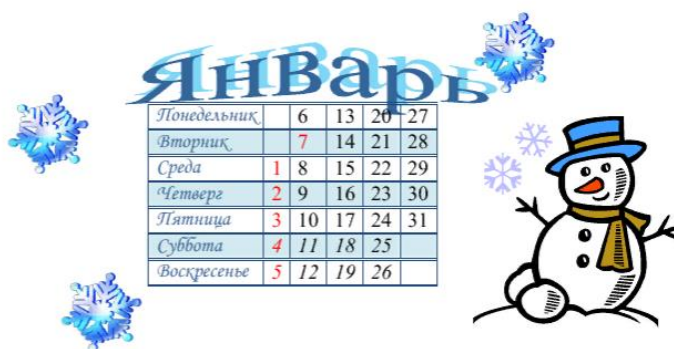 Январь
Понедельник 6 13 20 27
Вторник 7 14 21 28
Среда 1 8 15 22 29
Четверг 2 9 16 23 30
Пятница 3 10 17 24 31
Суббота 4 11 18 25
Воскресенье 5 12 19 26